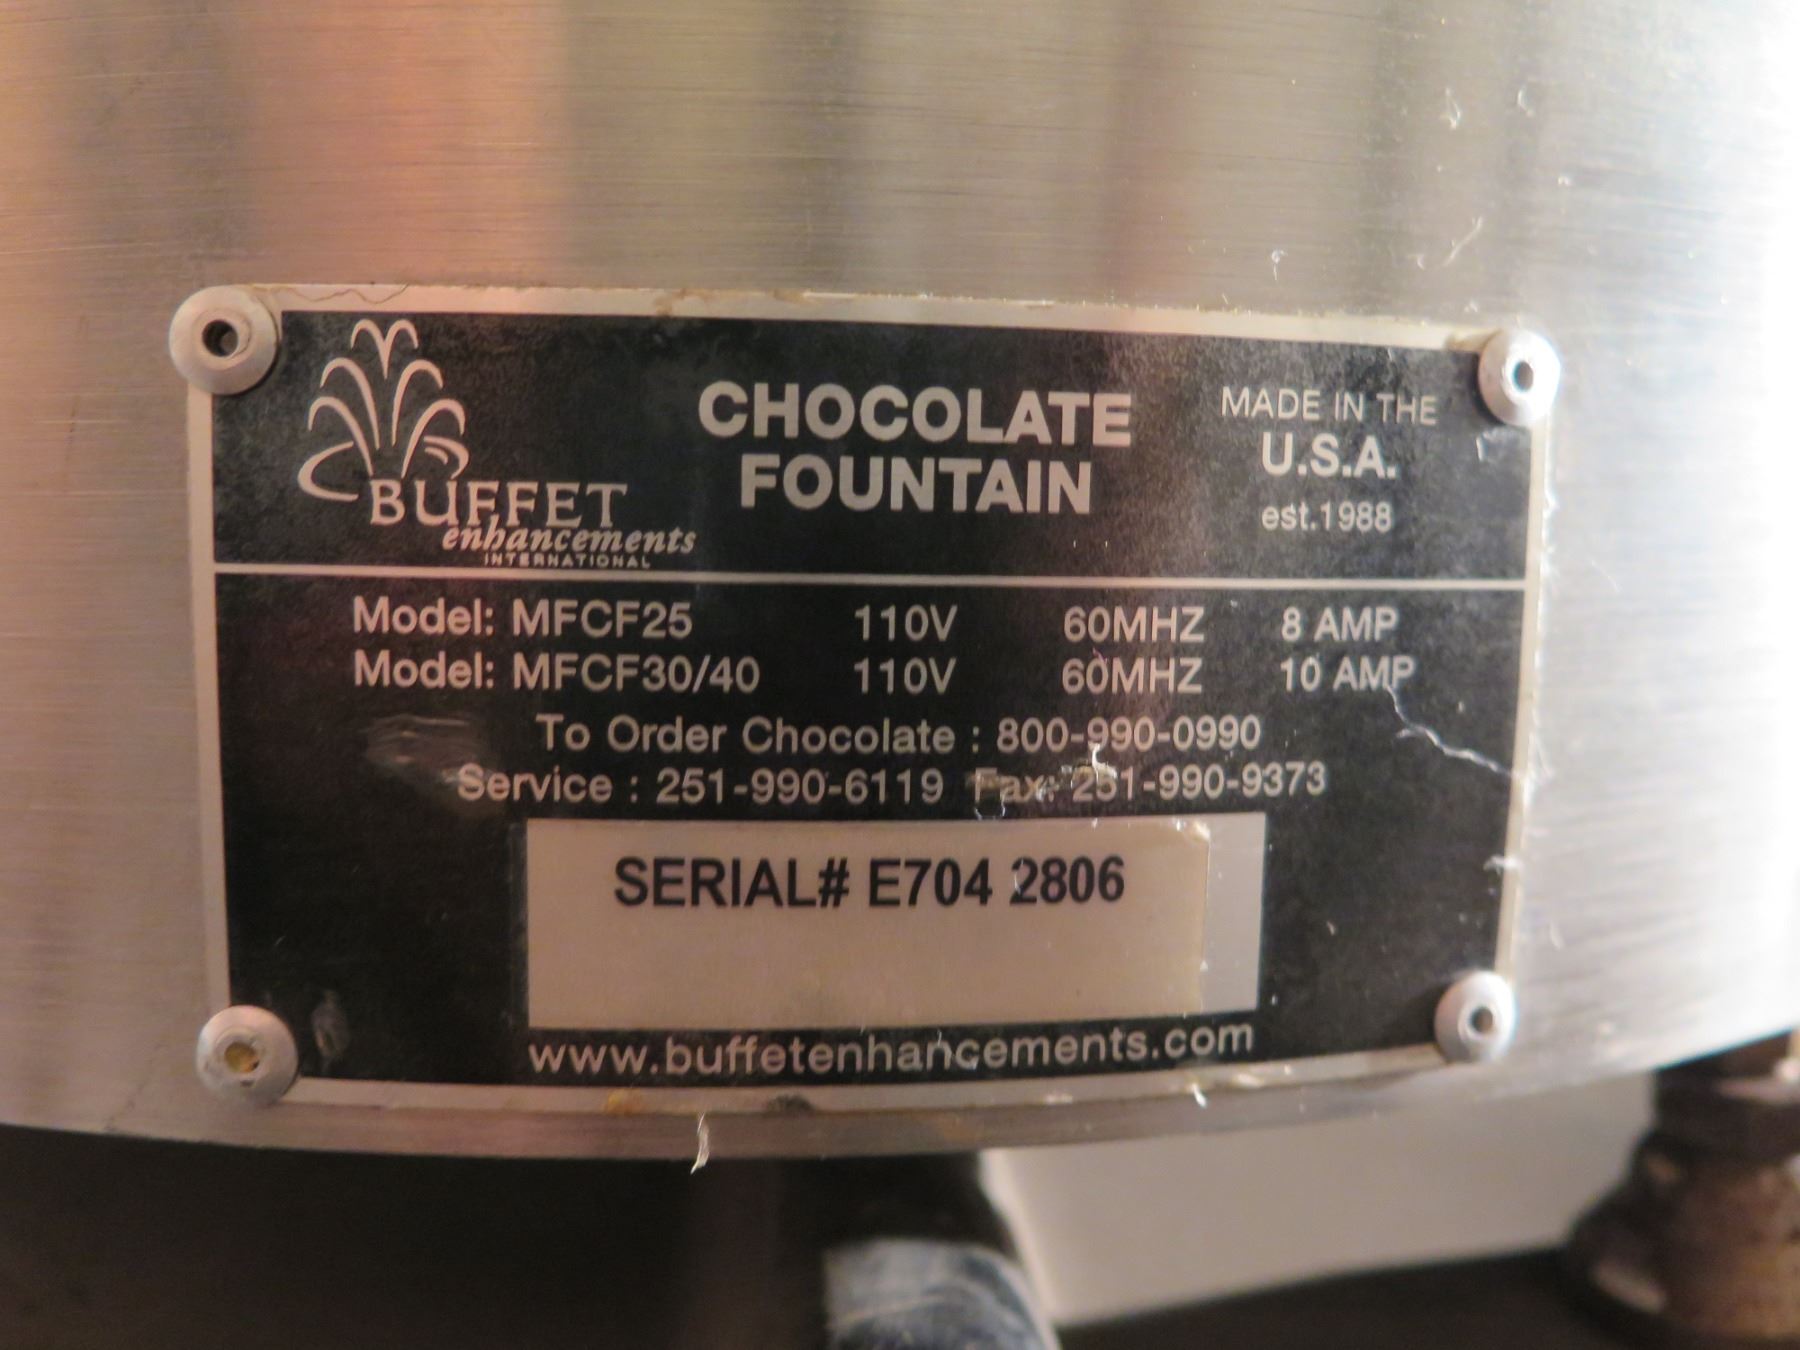 BUFFET
enhancements
INTERNATIONAL
CHOCOLATE
FOUNTAIN
MADE IN THE
U.S.A.
est.1988
Model: MFCF25 110V 60MHZ 8 AMP
Model: MFCF30/40 110V 60MHZ 10 AMP
To Order Chocolate : 800-990-0990
Service : 251-990-6119 Fax: 251-990-9373
SERIAL# E704 2806
www.buffetenhancements.com